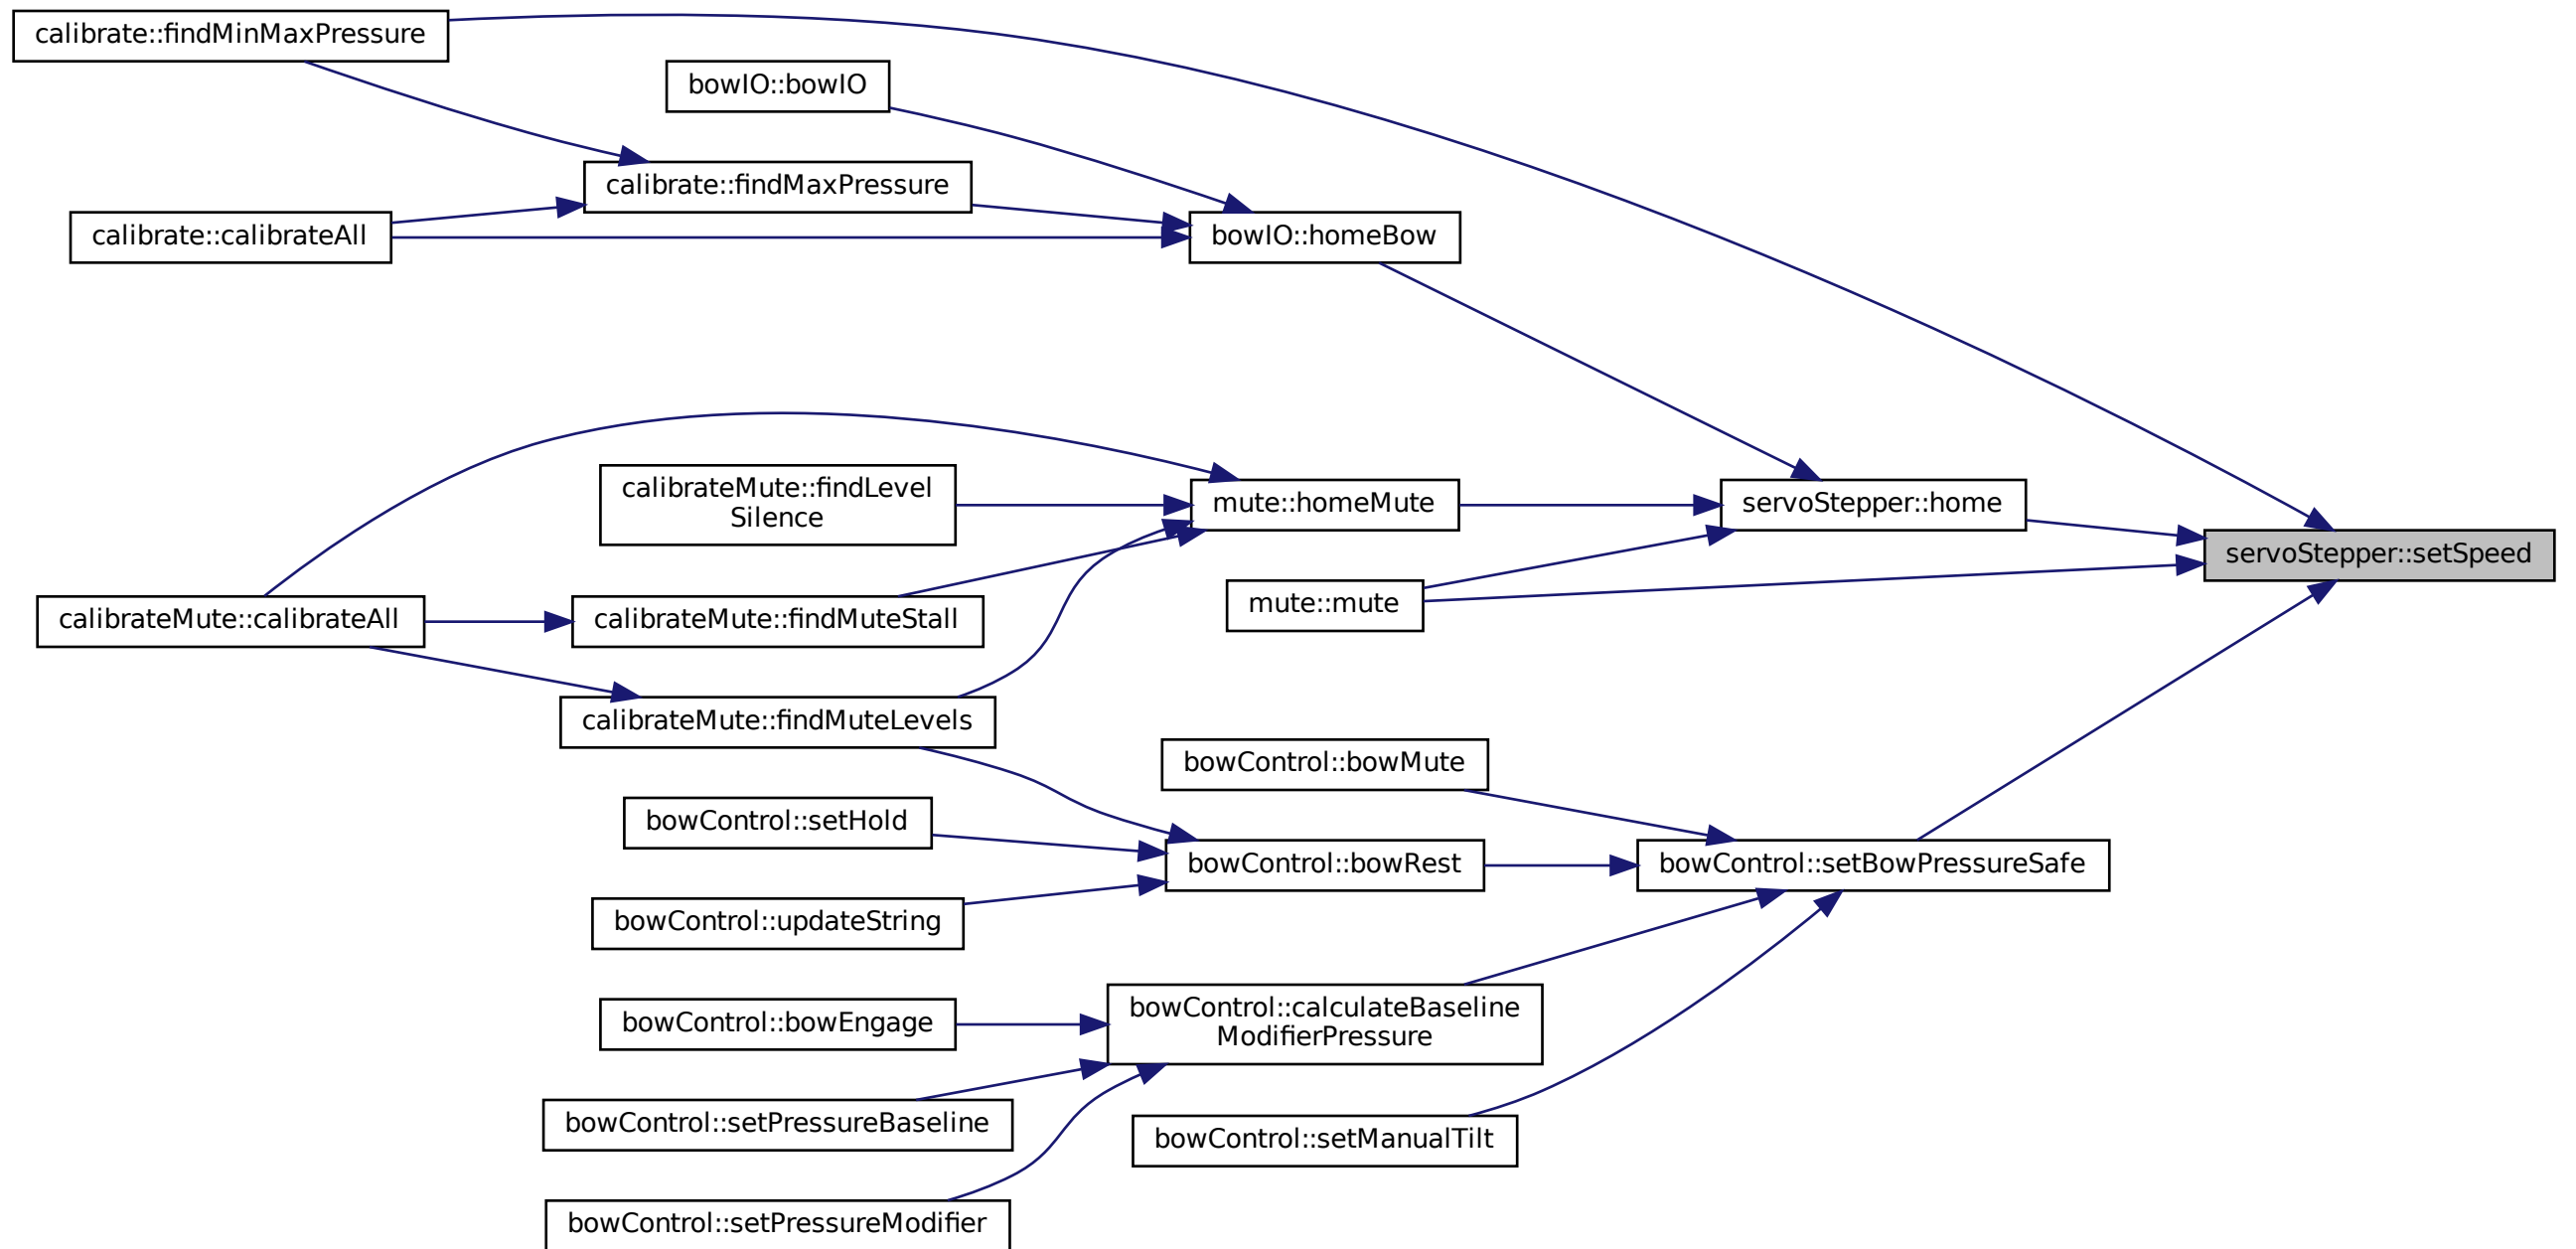 calibrate::findMinMaxPressure
bowIO::bowIO
calibrate::findMaxPressure
calibrate::calibrateAll
bowIO::homeBow
calibrateMute::findLevel
Silence
mute::homeMute
servoStepper::home
servoStepper::setSpeed
mute::mute
calibrateMute::calibrateAll
calibrateMute::findMuteStall
calibrateMute::findMuteLevels
bowControl::bowMute
bowControl::setHold
bowControl::bowRest
bowControl::setBowPressureSafe
bowControl::updateString
bowControl::calculateBaseline
ModifierPressure
bowControl::bowEngage
bowControl::setPressureBaseline
bowControl::setManualTilt
bowControl::setPressureModifier